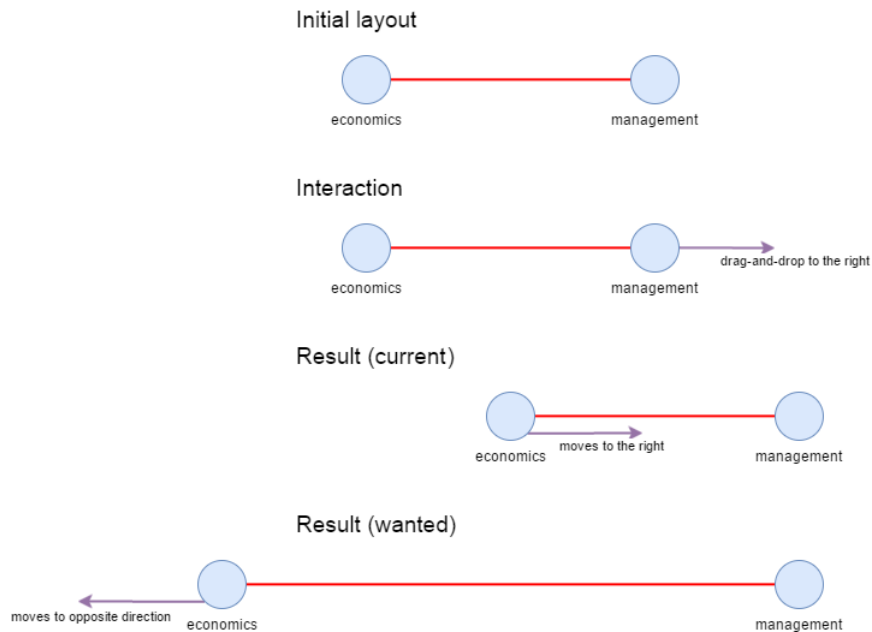 Initial layout
economics
management
Interaction
drag-and-drop to the right
economics
management
Result (current)
moves to the right
economics
management
Result (wanted)
moves to opposite direction
economics
management